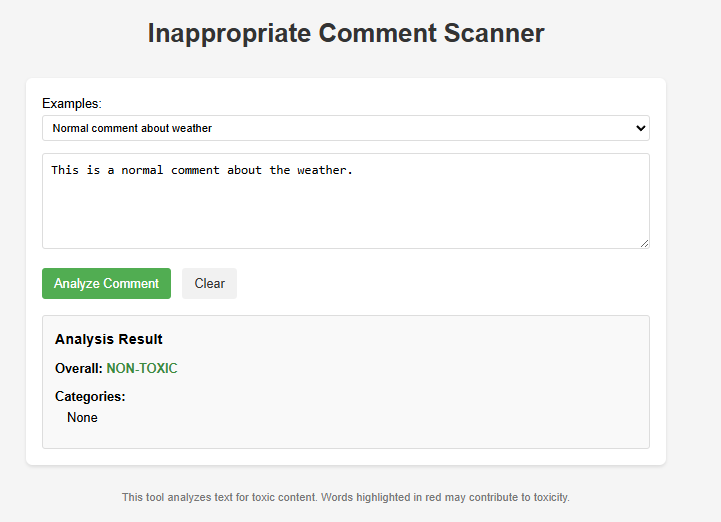 Inappropriate Comment Scanner
Examples:
Normal comment about weather
This is a normal comment about the weather.
Analyze Comment Clear
Analysis Result
Overall: NON-TOXIC
Categories:
None
This tool analyzes text for toxic content. Words highlighted in red may contribute to toxicity.